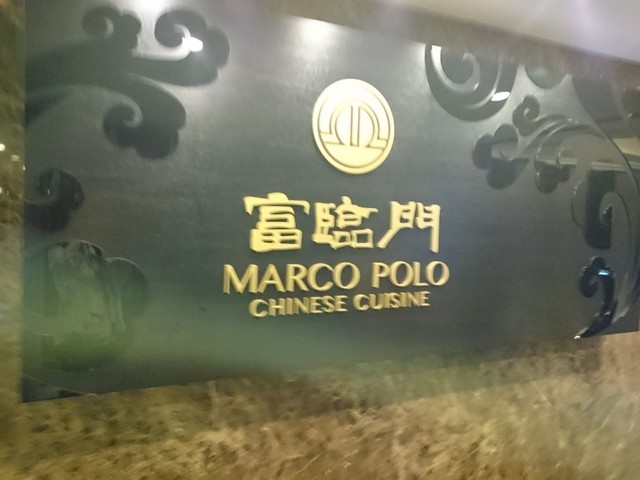 富臨門
MARCO POLO
CHINESE CUISINE